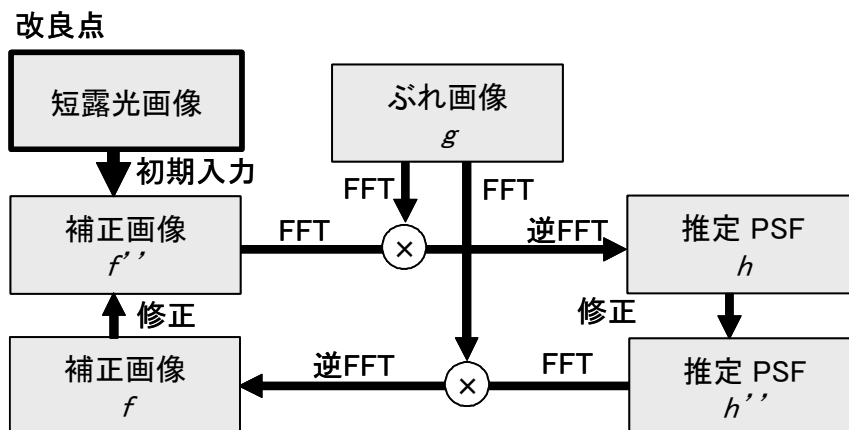 改良点
短露光画像
ぶれ画像
g
初期入力
FFT
FFT
補正画像
f''
FFT
×
逆FFT
推定 PSF
h
修正
修正
補正画像
f
逆FFT
×
FFT
推定 PSF
h''